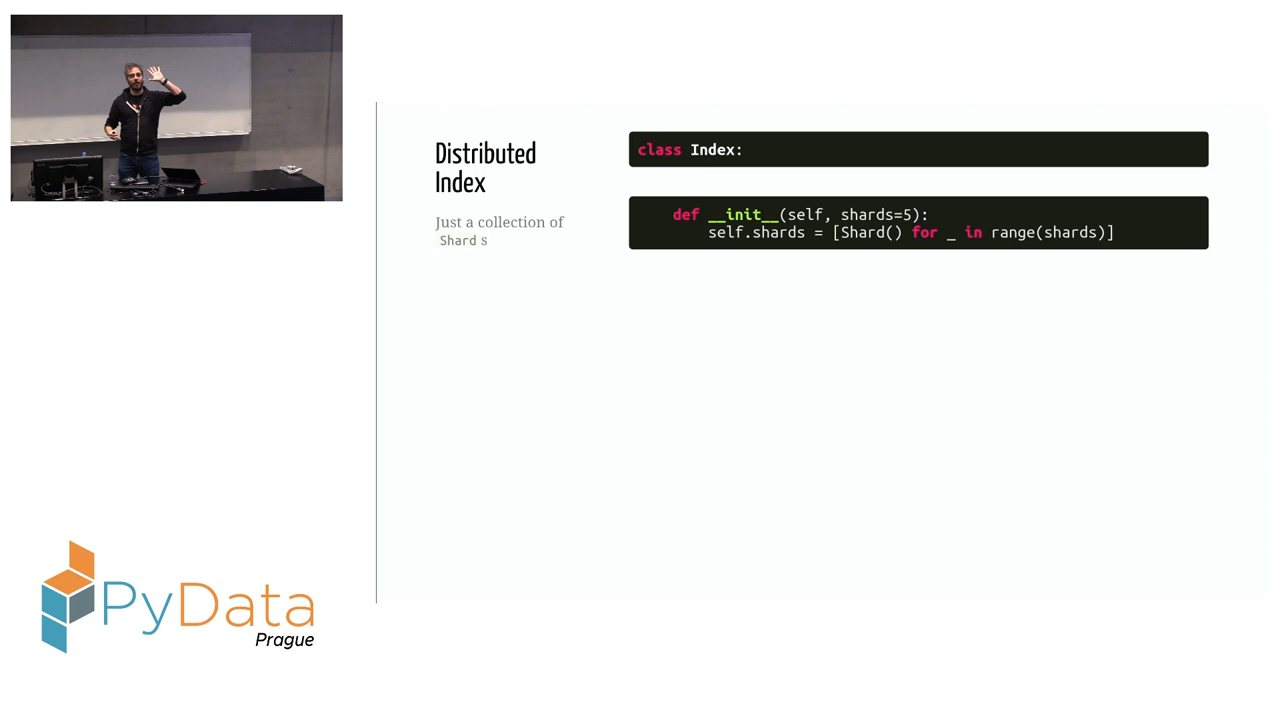 Distributed
Index
Just a collection of
Shard s
class Index:
    def __init__(self, shards=5):
        self.shards = [Shard() for _ in range(shards)]
PyData
Prague